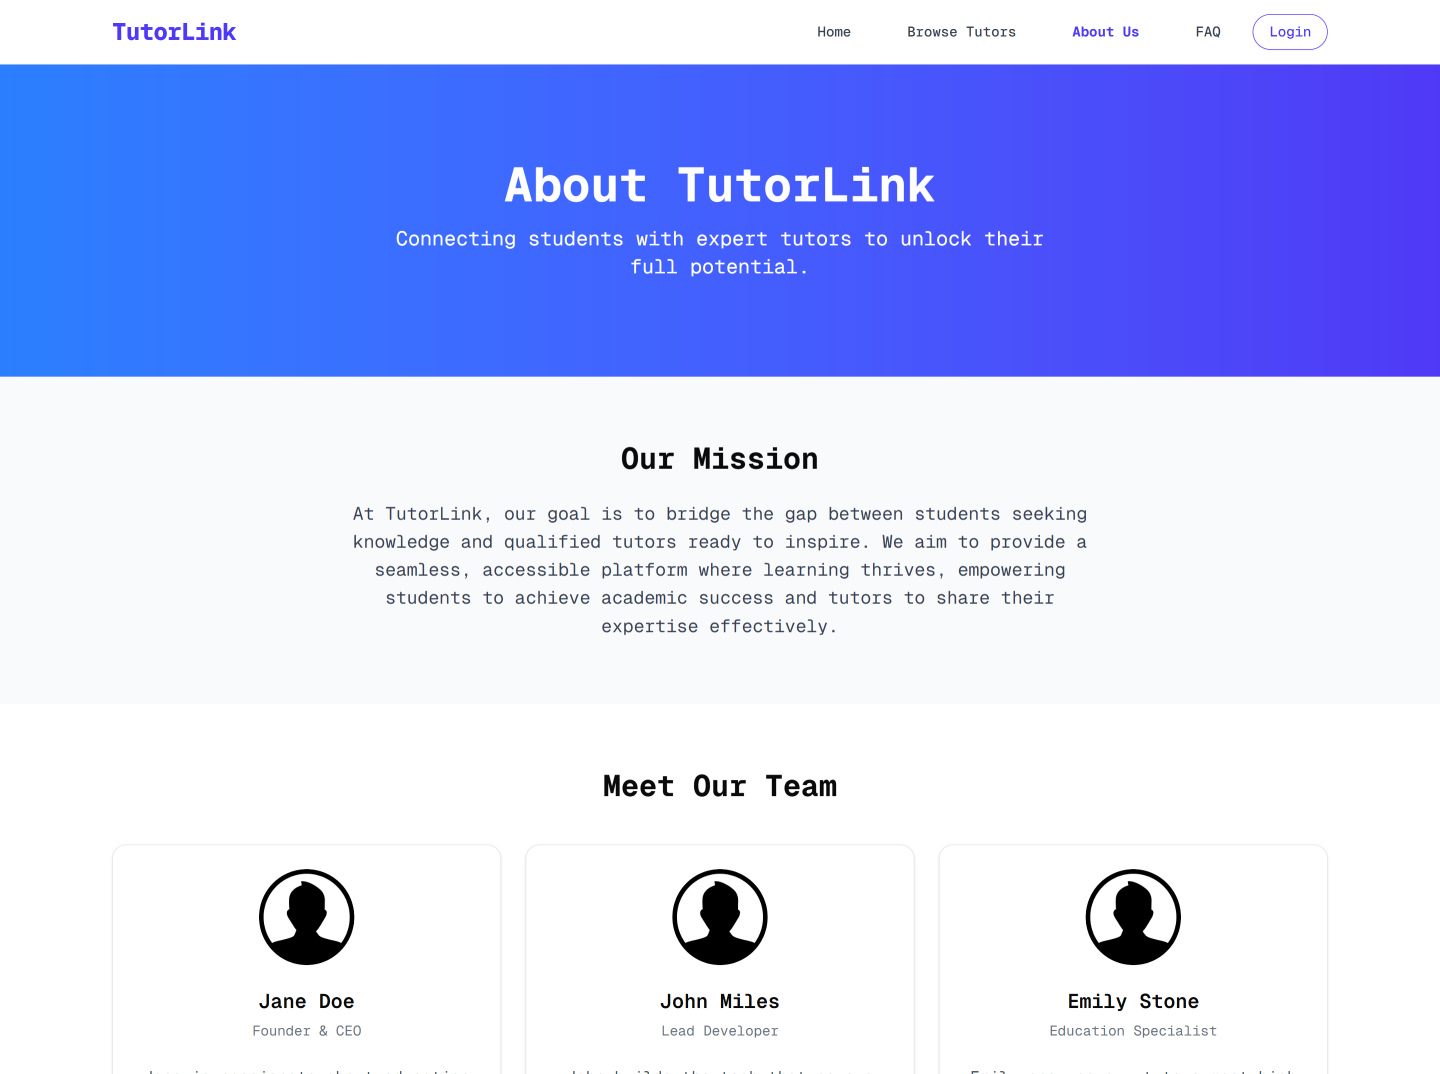 TutorLink
Home
Browse Tutors
About Us
FAQ
Login
About TutorLink
Connecting students with expert tutors to unlock their
full potential.
Our Mission
At TutorLink, our goal is to bridge the gap between students seeking
knowledge and qualified tutors ready to inspire. We aim to provide a
seamless, accessible platform where learning thrives, empowering
students to achieve academic success and tutors to share their
expertise effectively.
Meet Our Team
Jane Doe
Founder & CEO
John Miles
Lead Developer
Emily Stone
Education Specialist